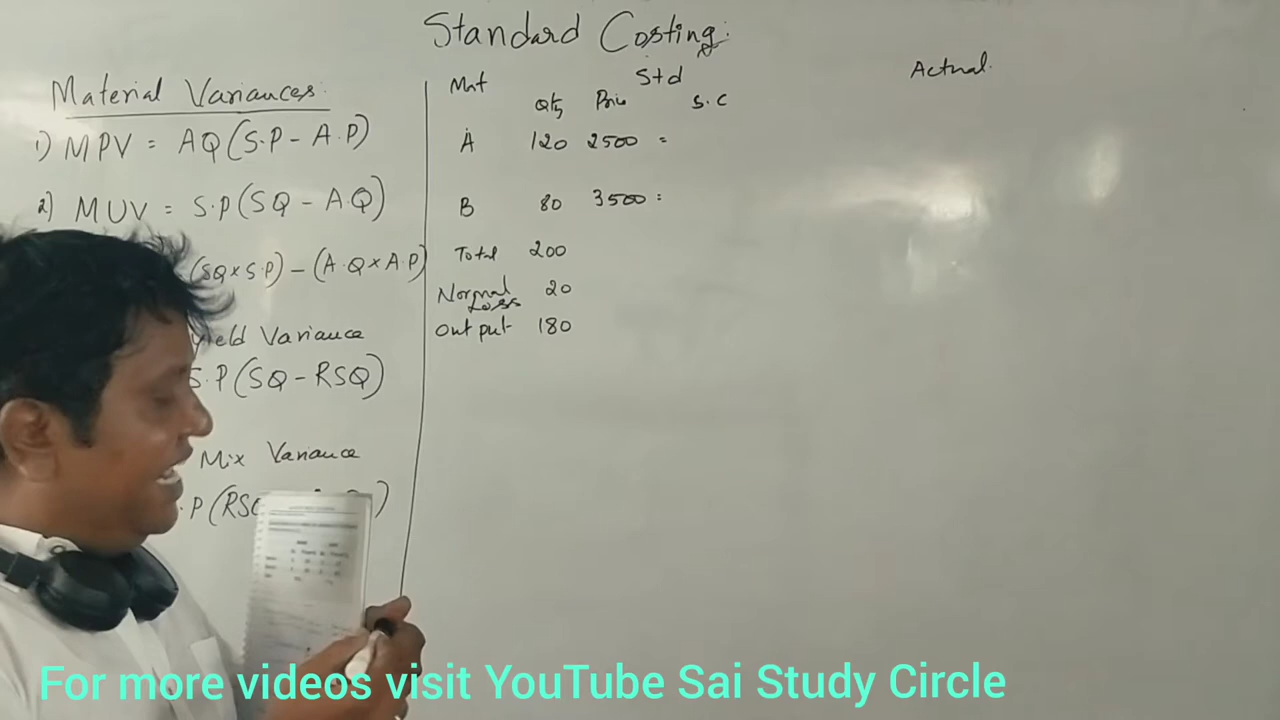 Standard Costing:
Material Variances.
1) MPV = AQ(S.P - A.P)
2) MUV = S.P(SQ - A.Q)
(SQ x S.P) - (A.Q x A.P)
yield Variance
S.P(SQ - RSQ)
Mix Variance
.P(RSQ
)
Mat Std Actual.
Qty Price S.C
A 120 2500 =
B 80 3500 =
Total 200
Normal Loss 20
Output 180
For more videos visit YouTube Sai Study Circle